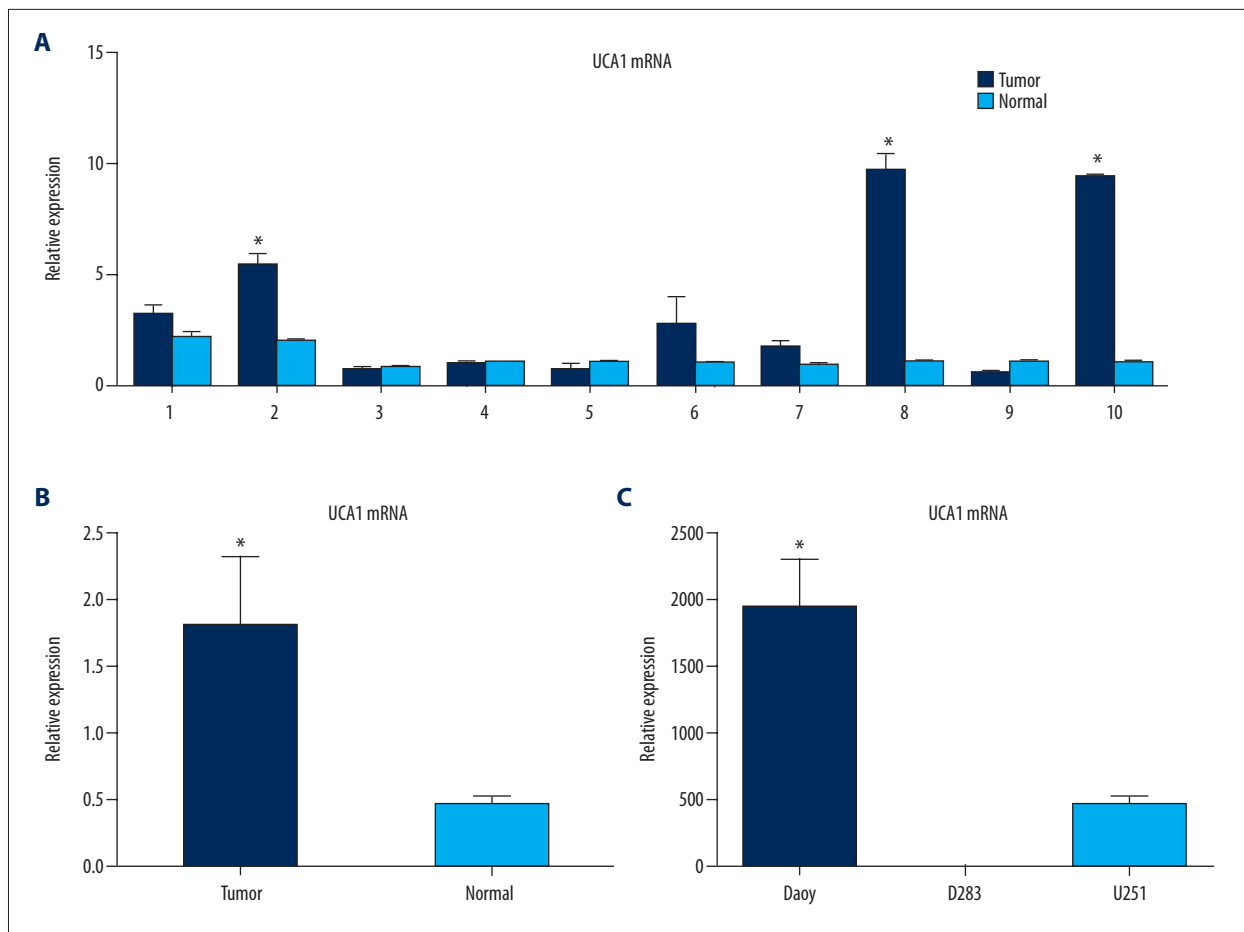 A
UCA1 mRNA
Tumor
Normal
Relative expression
15
10
5
0
*
*
*
1 2 3 4 5 6 7 8 9 10
B
UCA1 mRNA
Relative expression
2.5
2.0
1.5
1.0
0.5
0.0
*
Tumor Normal
C
UCA1 mRNA
Relative expression
2500
2000
1500
1000
500
0
*
Daoy D283 U251